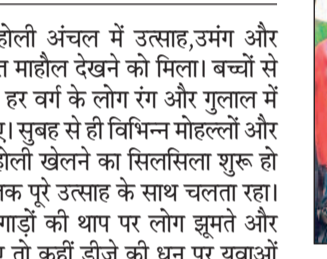 होली अंचल में उत्साह,उमंग और
माहौल देखने को मिला। बच्चों से
हर वर्ग के लोग रंग और गुलाल में
सुबह से ही विभिन्न मोहल्लों और
होली खेलने का सिलसिला शुरू हो
पूरे उत्साह के साथ चलता रहा।
की थाप पर लोग झूमते और
तो कहीं डीजे की धुन पर युवाओं